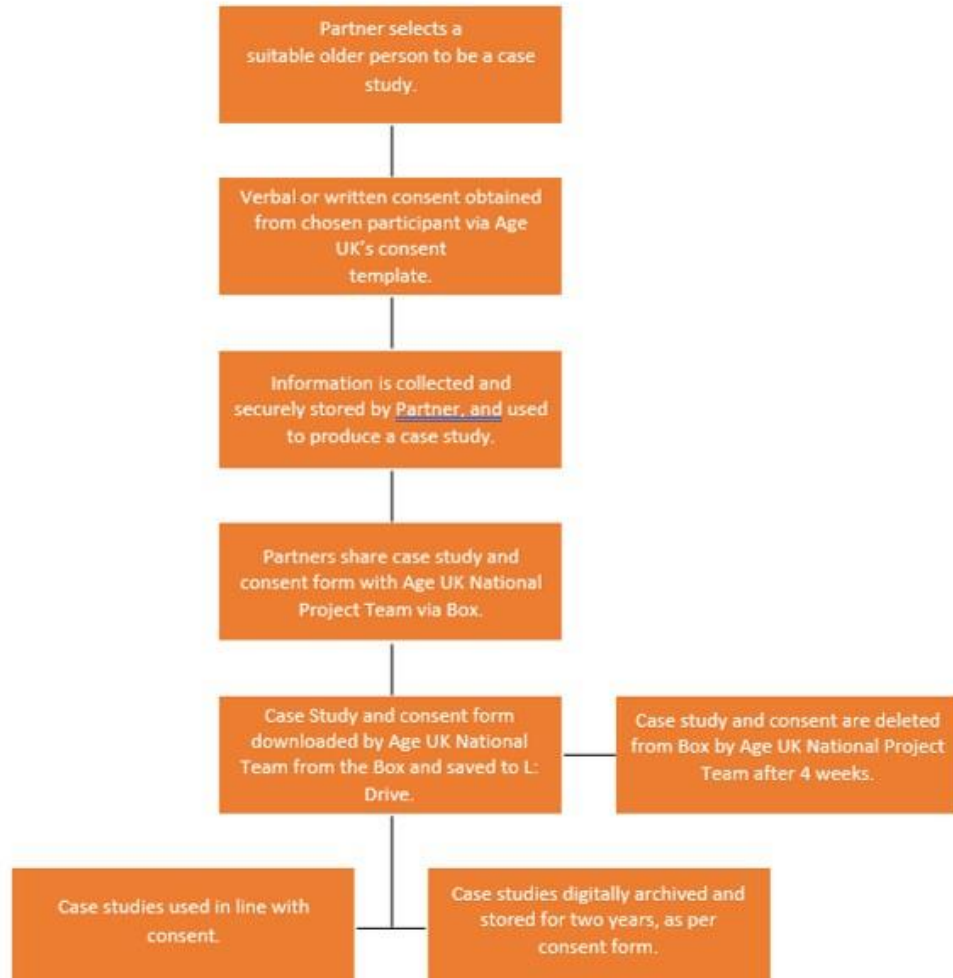 Partner selects a
suitable older person to be a case
study.
Verbal or written consent obtained
from chosen participant via Age
UK's consent
template.
Information is collected and
securely stored by Partner, and used
to produce a case study.
Partners share case study and
consent form with Age UK National
Project Team via Box.
Case Study and consent form
downloaded by Age UK National
Team from the Box and saved to L:
Drive.
Case study and consent are deleted
from Box by Age UK National Project
Team after 4 weeks.
Case studies used in line with
consent.
Case studies digitally archived and
stored for two years, as per
consent form.